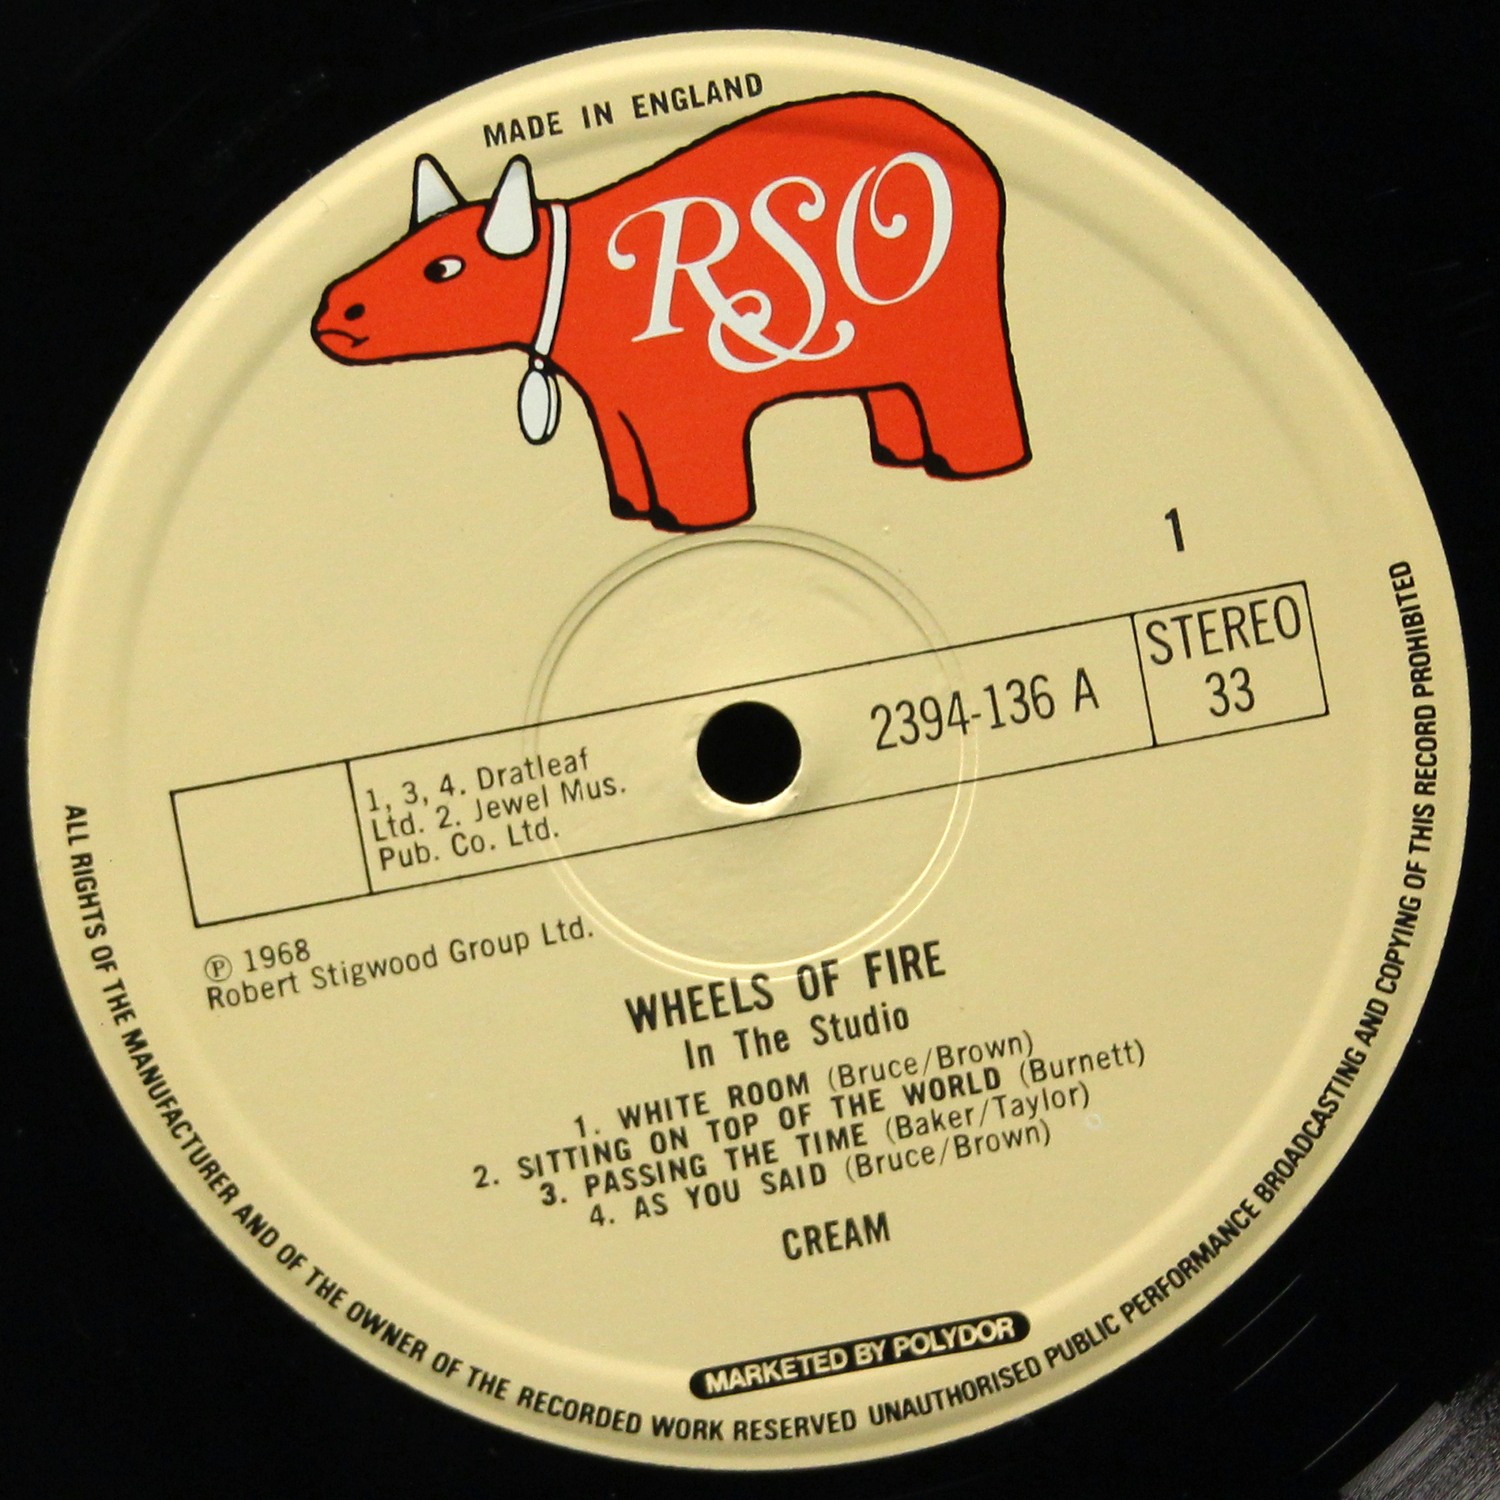 MADE IN ENGLAND
RSO
1
STEREO
33
2394-136 A
1, 3, 4. Dratleaf
Ltd. 2. Jewel Mus.
Pub. Co. Ltd.
℗ 1968
Robert Stigwood Group Ltd.
WHEELS OF FIRE
In The Studio
1. WHITE ROOM (Bruce/Brown)
2. SITTING ON TOP OF THE WORLD (Burnett)
3. PASSING THE TIME (Baker/Taylor)
4. AS YOU SAID (Bruce/Brown)
CREAM
MARKETED BY POLYDOR
ALL RIGHTS OF THE MANUFACTURER AND OF THE OWNER OF THE RECORDED WORK RESERVED UNAUTHORISED PUBLIC PERFORMANCE BROADCASTING AND COPYING OF THIS RECORD PROHIBITED